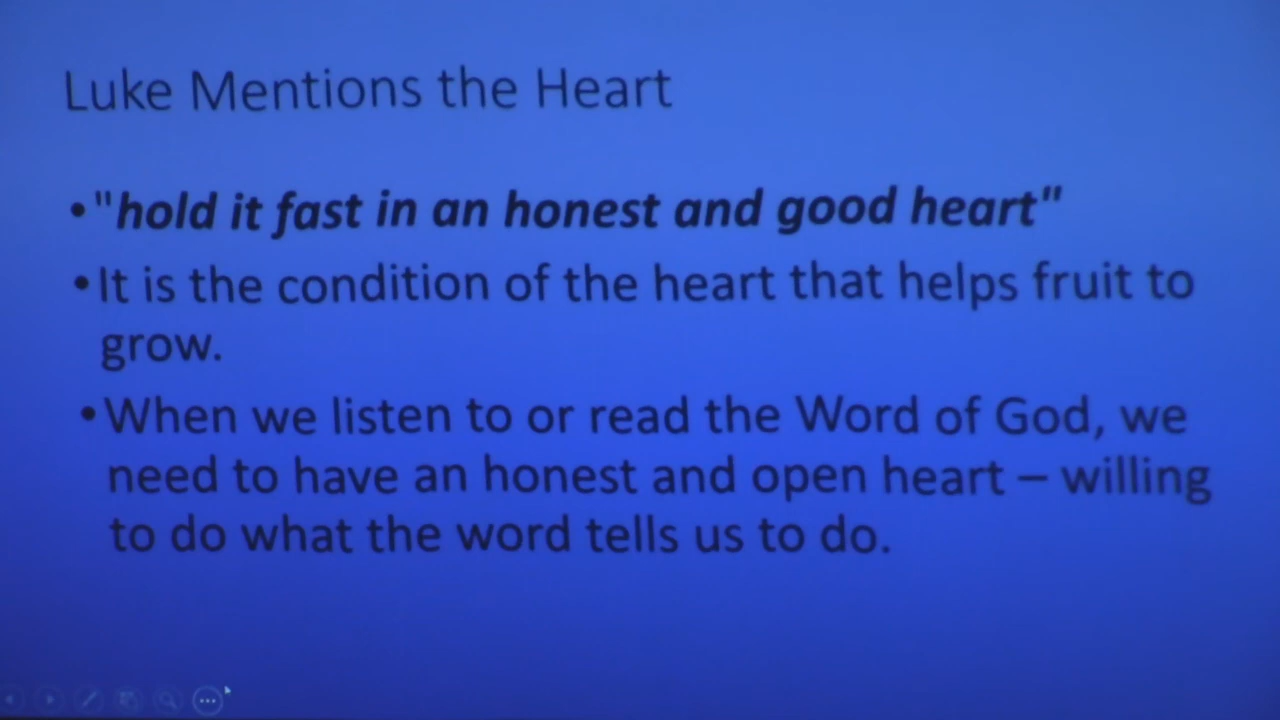 Luke Mentions the Heart
•"hold it fast in an honest and good heart"
•It is the condition of the heart that helps fruit to
grow.
•When we listen to or read the Word of God, we
need to have an honest and open heart – willing
to do what the word tells us to do.